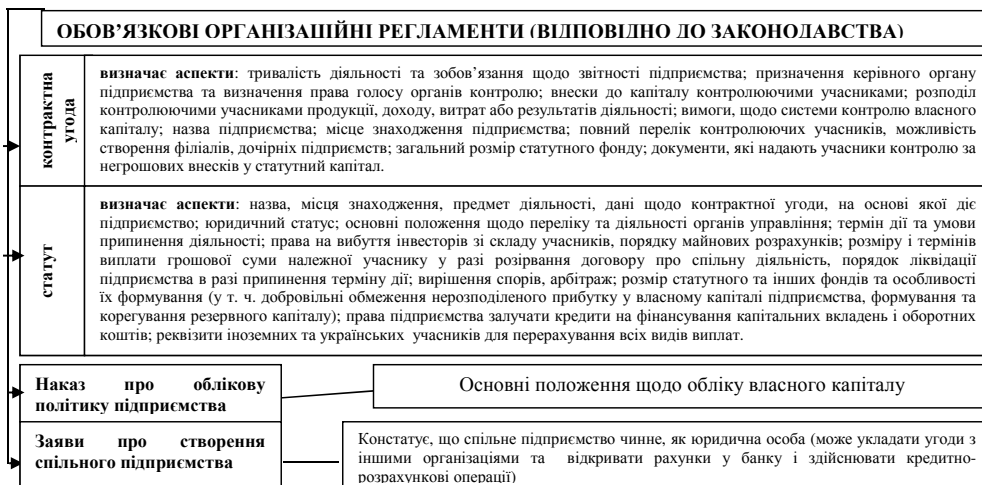 ОБОВ’ЯЗКОВІ ОРГАНІЗАЦІЙНІ РЕГЛАМЕНТИ (ВІДПОВІДНО ДО ЗАКОНОДАВСТВА)
контрактна
угода
визначає аспекти: тривалість діяльності та зобов’язання щодо звітності підприємства; призначення керівного органу
підприємства та визначення права голосу органів контролю; внески до капіталу контролюючими учасниками; розподіл
контролюючими учасниками продукції, доходу, витрат або результатів діяльності; вимоги, щодо системи контролю власного
капіталу; назва підприємства; місце знаходження підприємства; повний перелік контролюючих учасників, можливість
створення філіалів, дочірніх підприємств; загальний розмір статутного фонду; документи, які надають учасники контролю за
негрошових внесків у статутний капітал.
статут
визначає аспекти: назва, місця знаходження, предмет діяльності, дані щодо контрактної угоди, на основі якої діє
підприємство; юридичний статус; основні положення щодо переліку та діяльності органів управління; термін дії та умови
припинення діяльності; права на вибуття інвесторів зі складу учасників, порядку майнових розрахунків; розміру і термінів
виплати грошової суми належної учаснику у разі розірвання договору про спільну діяльність, порядок ліквідації
підприємства в разі припинення терміну дії; вирішення спорів, арбітраж; розмір статутного та інших фондів та особливості
їх формування (у т. ч. добровільні обмеження нерозподіленого прибутку у власному капіталі підприємства, формування та
корегування резервного капіталу); права підприємства залучати кредити на фінансування капітальних вкладень і оборотних
коштів; реквізити іноземних та українських учасників для перерахування всіх видів виплат.
Наказ про облікову
політику підприємства
Основні положення щодо обліку власного капіталу
Заяви про створення
спільного підприємства
Констатує, що спільне підприємство чинне, як юридична особа (може укладати угоди з
іншими організаціями та відкривати рахунки у банку і здійснювати кредитно-
розрахункові операції)